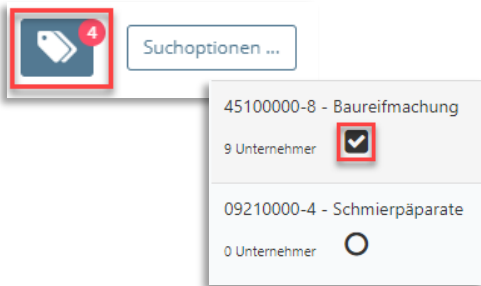 4
Suchoptionen ...
45100000-8 - Baureifmachung
9 Unternehmer
09210000-4 - Schmierpäparate
0 Unternehmer